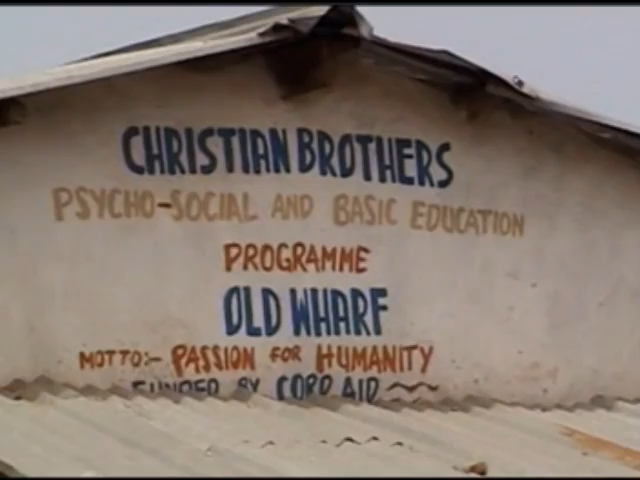 CHRISTIAN BROTHERS
PSYCHO-SOCIAL AND BASIC EDUCATION
PROGRAMME
OLD WHARF
MOTTO:- PASSION FOR HUMANITY
FUNDED BY CORD AID